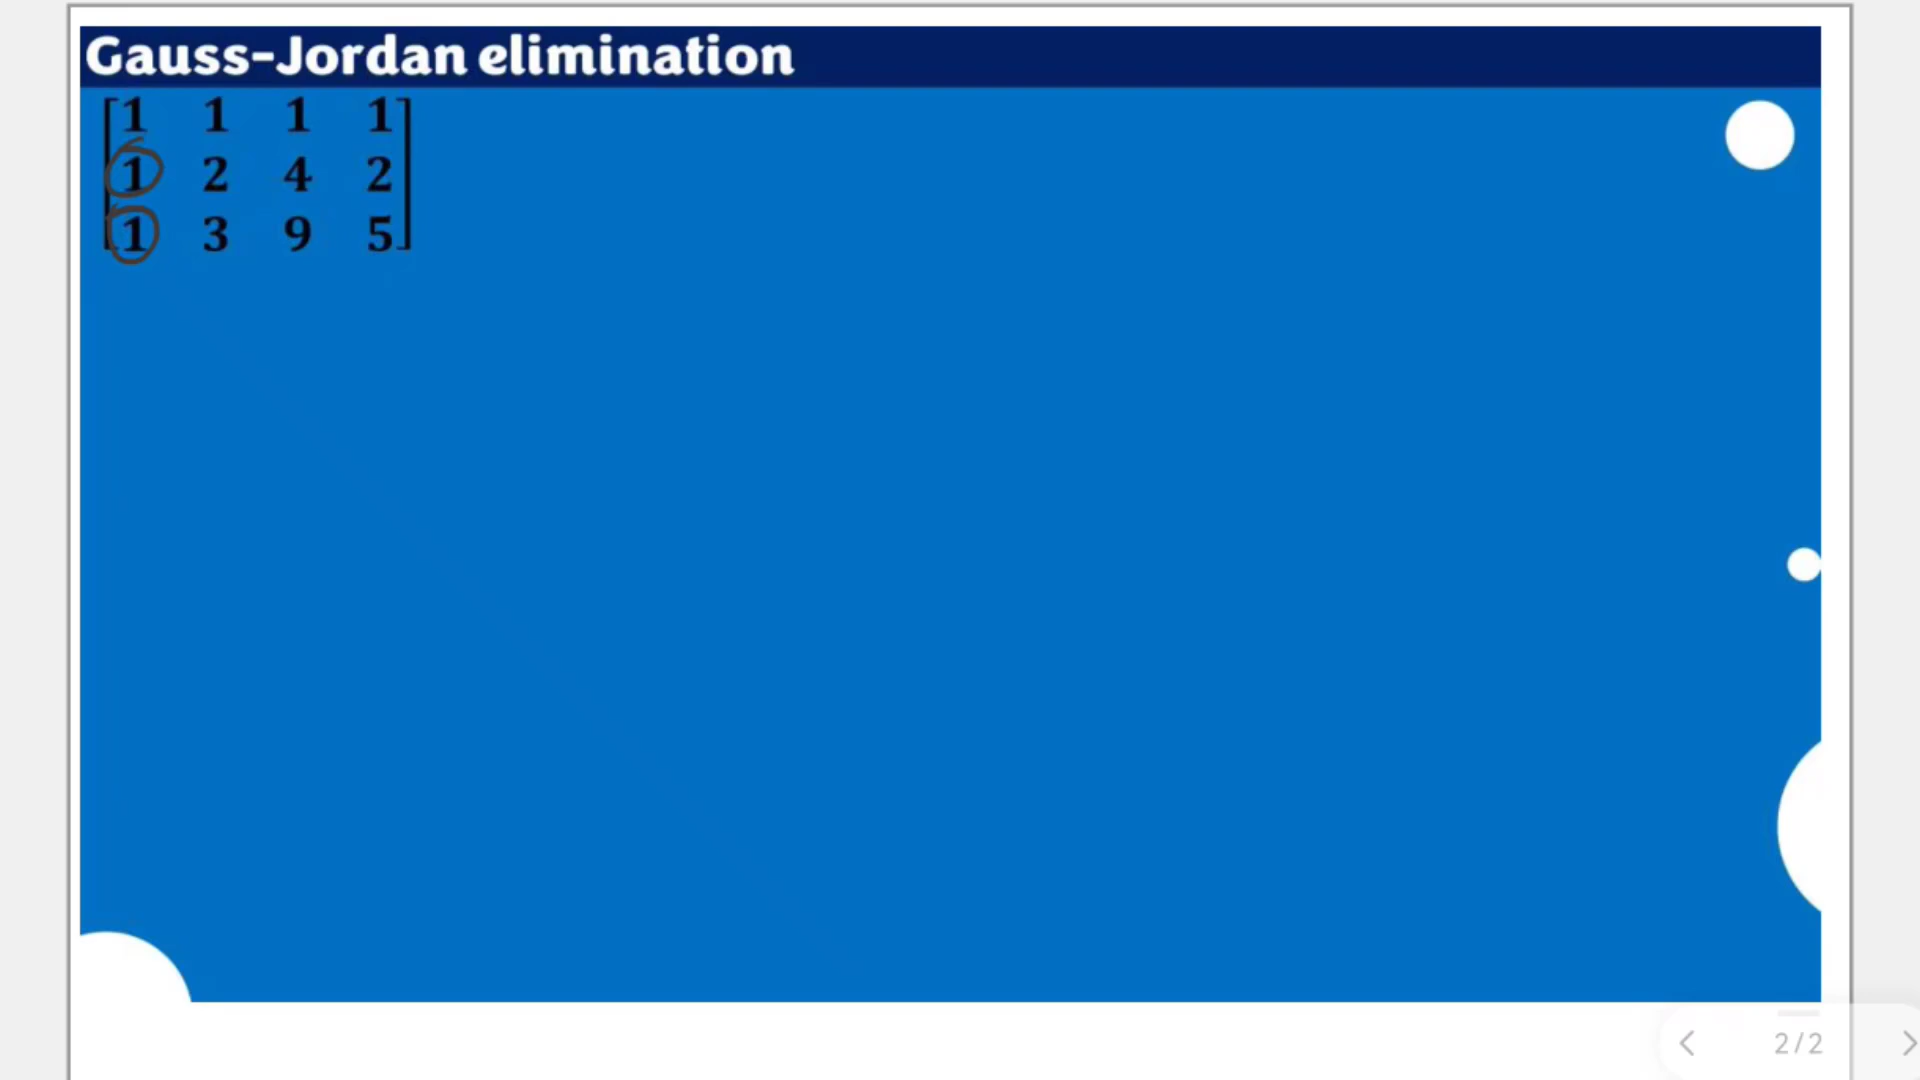 Gauss-Jordan elimination
1 1 1 1
1 2 4 2
1 3 9 5
2/2